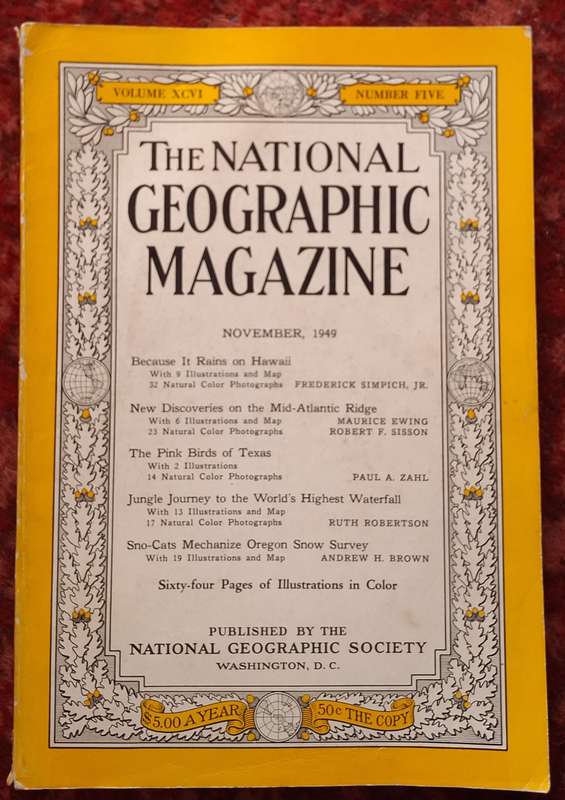 VOLUME XCVI
NUMBER FIVE
THE NATIONAL
GEOGRAPHIC
MAGAZINE
NOVEMBER, 1949
Because It Rains on Hawaii
With 9 Illustrations and Map
32 Natural Color Photographs FREDERICK SIMPICH, JR.
New Discoveries on the Mid-Atlantic Ridge
With 6 Illustrations and Map MAURICE EWING
23 Natural Color Photographs ROBERT F. SISSON
The Pink Birds of Texas
With 2 Illustrations
14 Natural Color Photographs PAUL A. ZAHL
Jungle Journey to the World's Highest Waterfall
With 13 Illustrations and Map
17 Natural Color Photographs RUTH ROBERTSON
Sno-Cats Mechanize Oregon Snow Survey
With 19 Illustrations and Map ANDREW H. BROWN
Sixty-four Pages of Illustrations in Color
PUBLISHED BY THE
NATIONAL GEOGRAPHIC SOCIETY
WASHINGTON, D. C.
$5.00 A YEAR
50¢ THE COPY